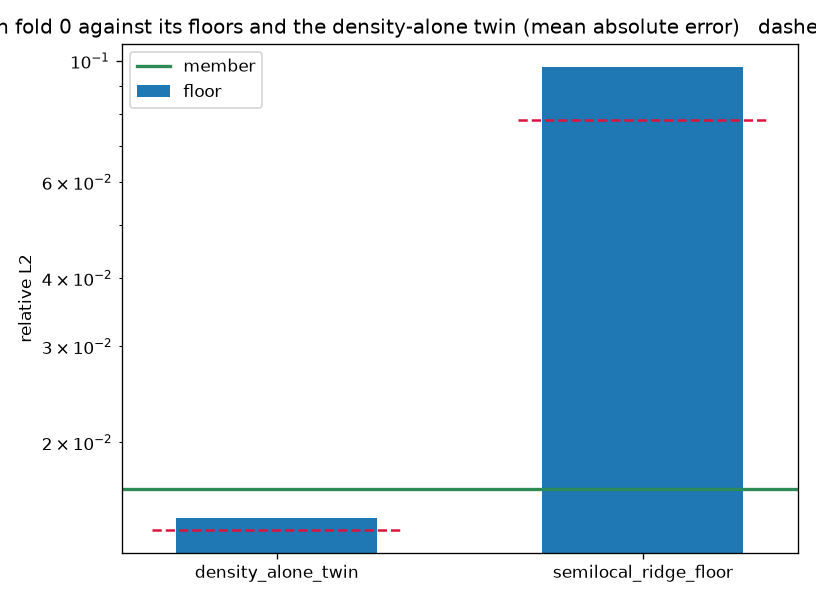 fold 0 against its floors and the density-alone twin (mean absolute error) dashe
member
floor
10⁻¹
6 × 10⁻²
4 × 10⁻²
3 × 10⁻²
2 × 10⁻²
relative L2
density_alone_twin
semilocal_ridge_floor